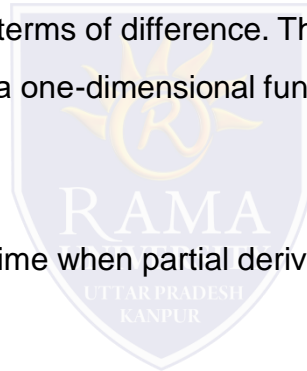 terms of difference. Th
a one-dimensional fun
RAMA
UNIVERSITY
ime when partial deriv
UTTAR PRADESH
KANPUR